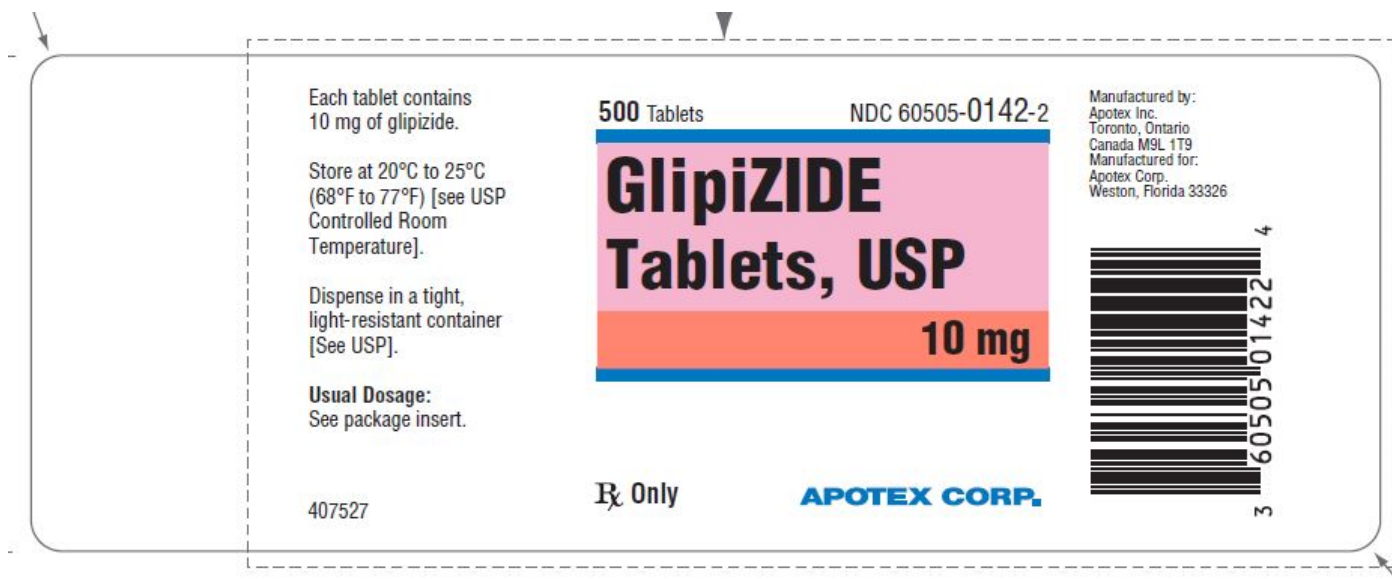 Each tablet contains
10 mg of glipizide.
Store at 20°C to 25°C
(68°F to 77°F) [see USP
Controlled Room
Temperature].
Dispense in a tight,
light-resistant container
[See USP].
Usual Dosage:
See package insert.
407527
500 Tablets NDC 60505-0142-2
GlipiZIDE
Tablets, USP
10 mg
℞ Only APOTEX CORP.
Manufactured by:
Apotex Inc.
Toronto, Ontario
Canada M9L 1T9
Manufactured for:
Apotex Corp.
Weston, Florida 33326
3 60505 01422 4